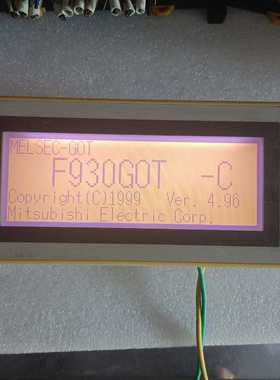 MELSEC-GOT
F930GOT -C
Copyright(C)1999 Ver. 4.96
Mitsubishi Electric Corp.